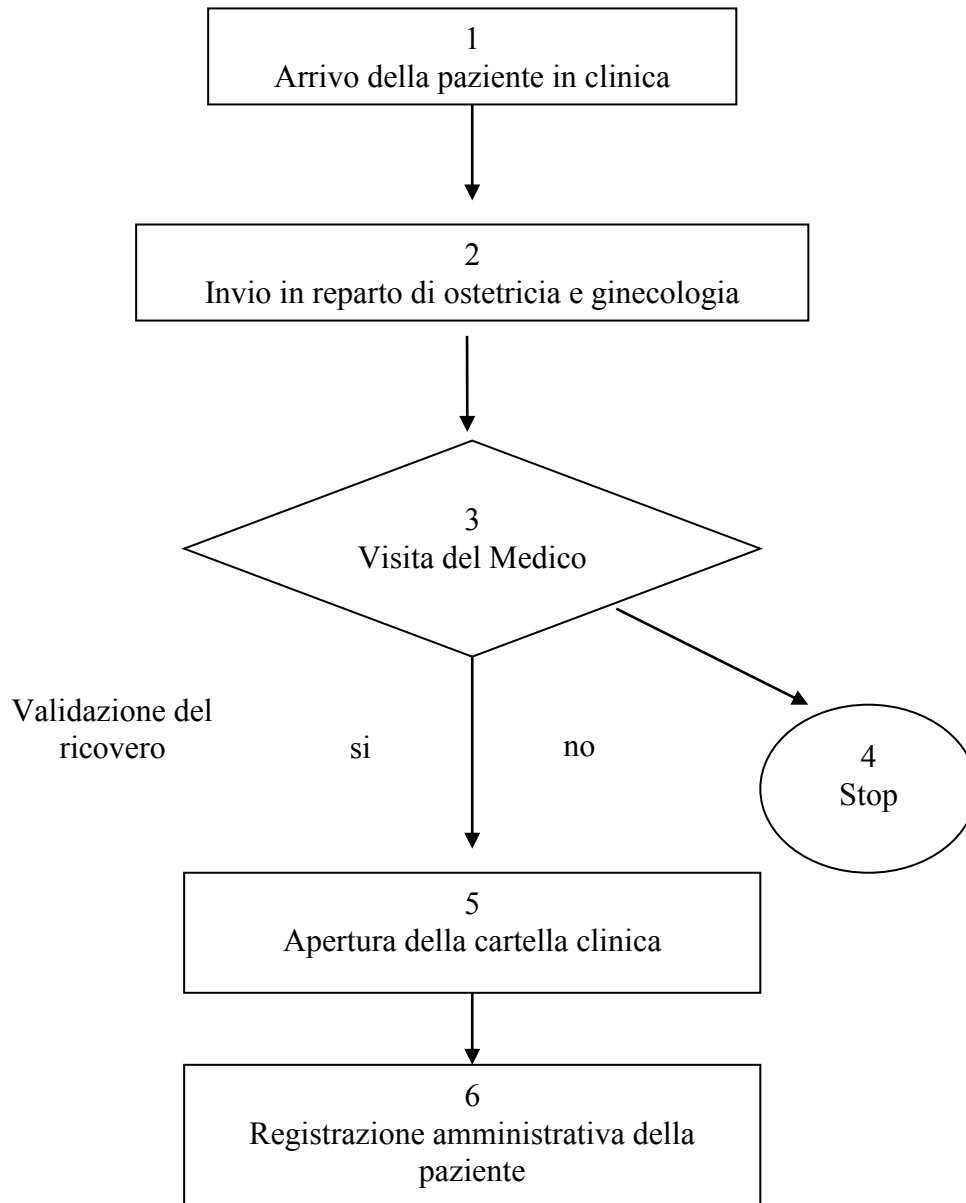 1
Arrivo della paziente in clinica
2
Invio in reparto di ostetricia e ginecologia
3
Visita del Medico
Validazione del
ricovero
si
no
4
Stop
5
Apertura della cartella clinica
6
Registrazione amministrativa della
paziente